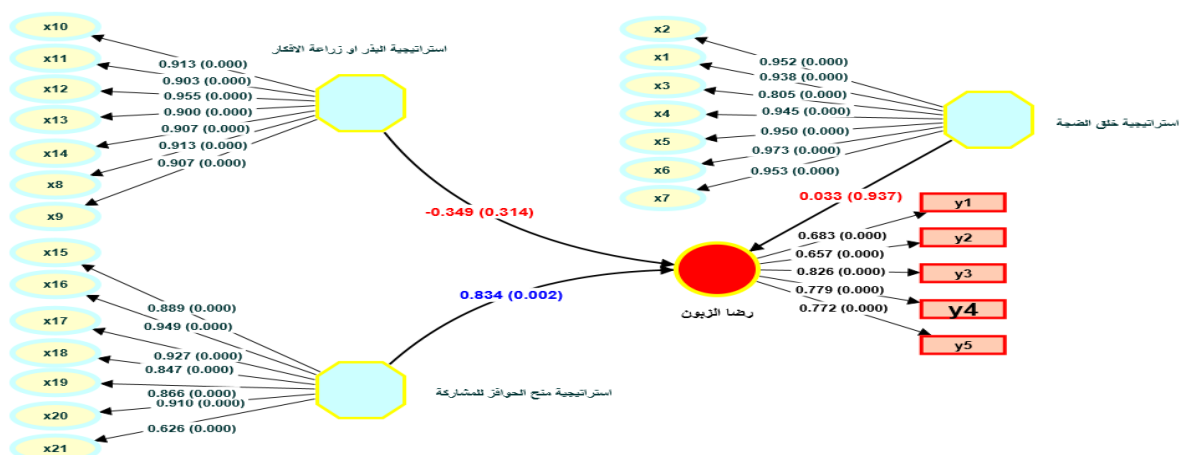 x10
x11
x12
x13
x14
x8
x9
0.913 (0.000)
0.903 (0.000)
0.955 (0.000)
0.900 (0.000)
0.907 (0.000)
0.913 (0.000)
0.907 (0.000)
استراتيجية البذر او زراعة الافكار
-0.349 (0.314)
x2
x1
x3
x4
x5
x6
x7
0.952 (0.000)
0.938 (0.000)
0.805 (0.000)
0.945 (0.000)
0.950 (0.000)
0.973 (0.000)
0.953 (0.000)
استراتيجية خلق الضجة
0.033 (0.937)
x15
x16
x17
x18
x19
x20
x21
0.889 (0.000)
0.949 (0.000)
0.927 (0.000)
0.847 (0.000)
0.866 (0.000)
0.910 (0.000)
0.626 (0.000)
استراتيجية منح الحوافز للمشاركة
0.834 (0.002)
رضا الزبون
0.683 (0.000)
0.657 (0.000)
0.826 (0.000)
0.779 (0.000)
0.772 (0.000)
y1
y2
y3
y4
y5